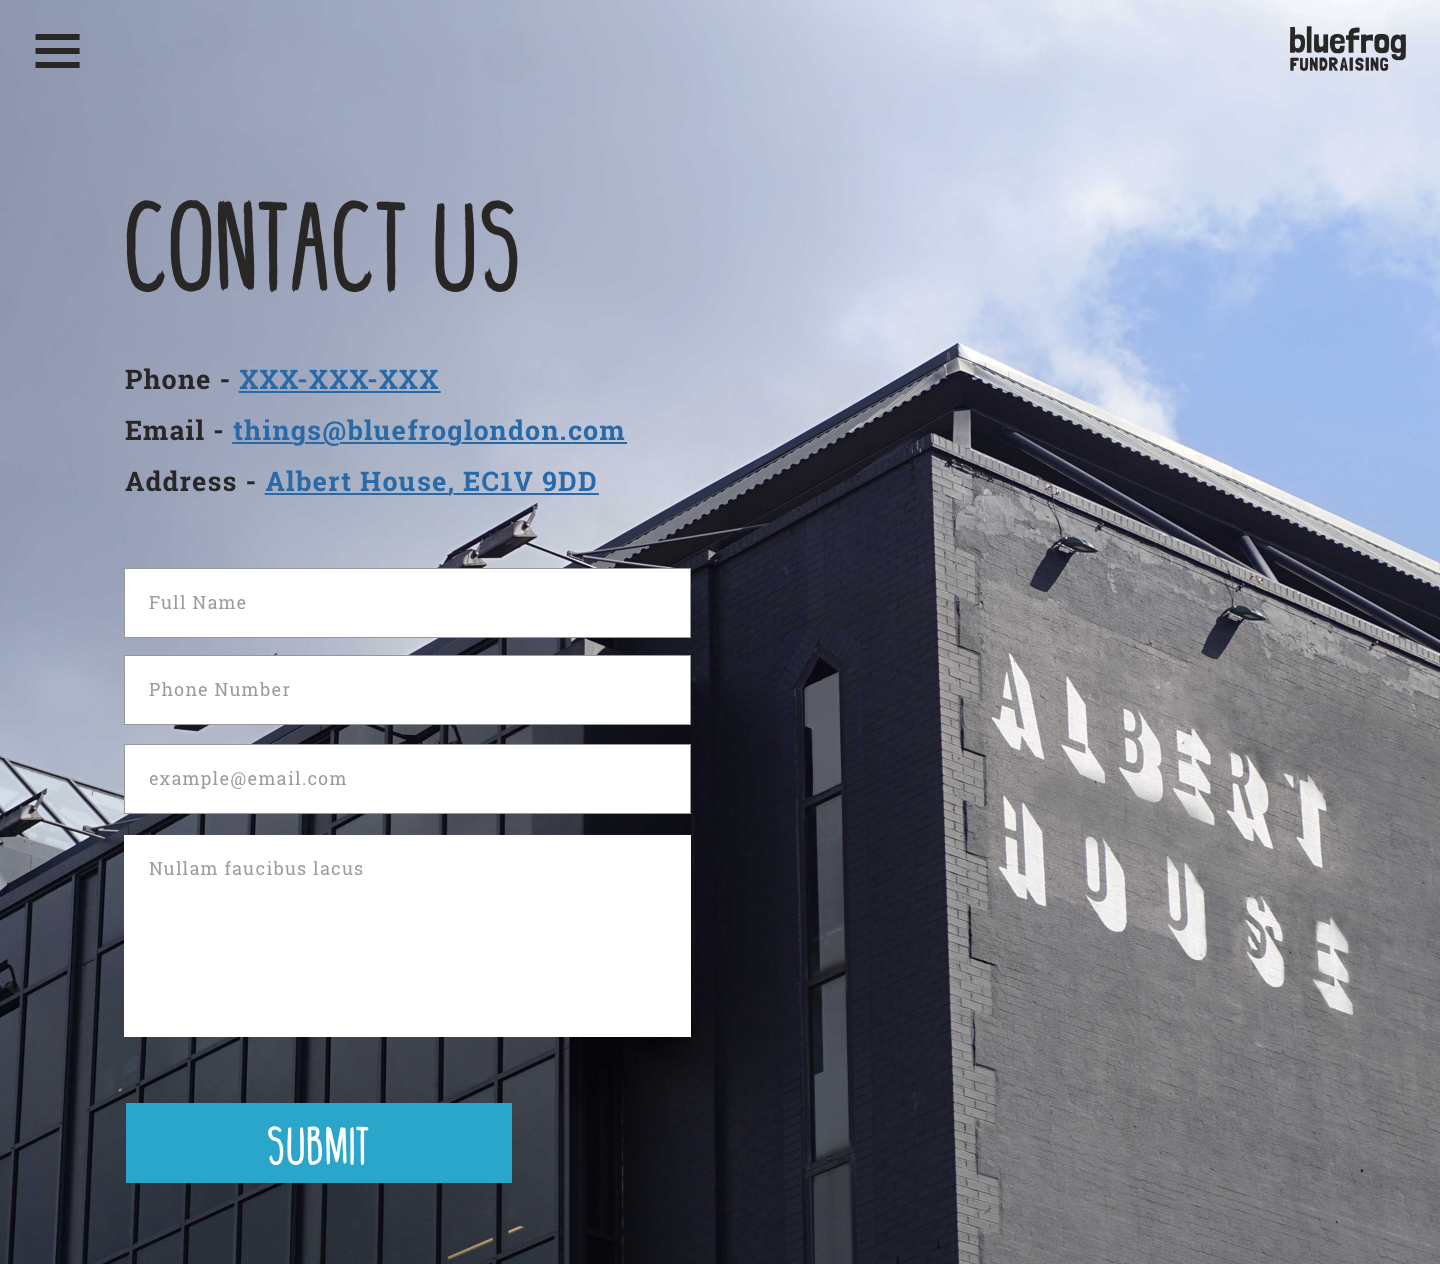 bluefrog
FUNDRAISING
CONTACT US
Phone - XXX-XXX-XXX
Email - things@bluefroglondon.com
Address - Albert House, EC1V 9DD
Full Name
Phone Number
example@email.com
Nullam faucibus lacus
SUBMIT
ALBERT
HOUSE